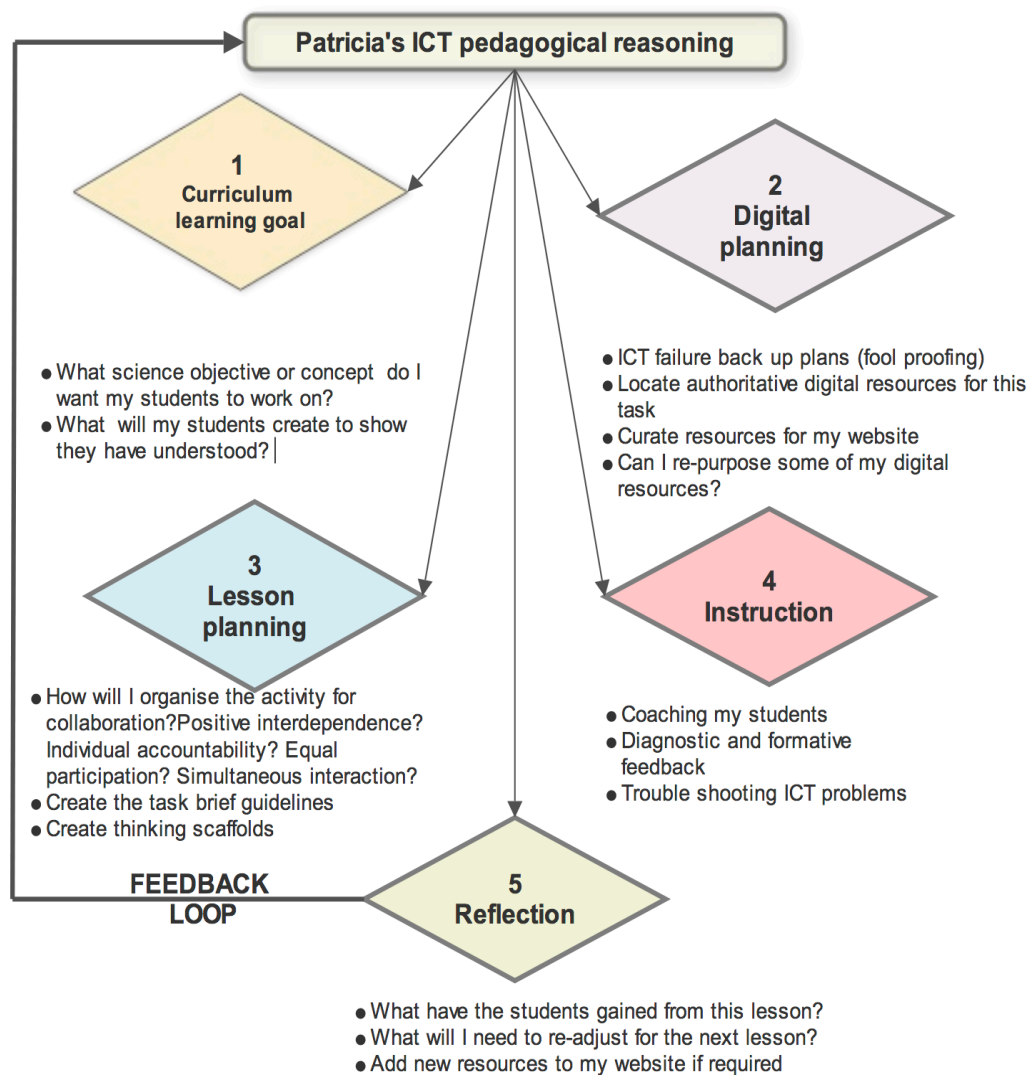 Patricia's ICT pedagogical reasoning
1
Curriculum
learning goal
2
Digital
planning
● What science objective or concept do I
want my students to work on?
● What will my students create to show
they have understood?
● ICT failure back up plans (fool proofing)
● Locate authoritative digital resources for this
task
● Curate resources for my website
● Can I re-purpose some of my digital
resources?
3
Lesson
planning
4
Instruction
● How will I organise the activity for
collaboration?Positive interdependence?
Individual accountability? Equal
participation? Simultaneous interaction?
● Create the task brief guidelines
● Create thinking scaffolds
● Coaching my students
● Diagnostic and formative
feedback
● Trouble shooting ICT problems
FEEDBACK
LOOP
5
Reflection
● What have the students gained from this lesson?
● What will I need to re-adjust for the next lesson?
● Add new resources to my website if required